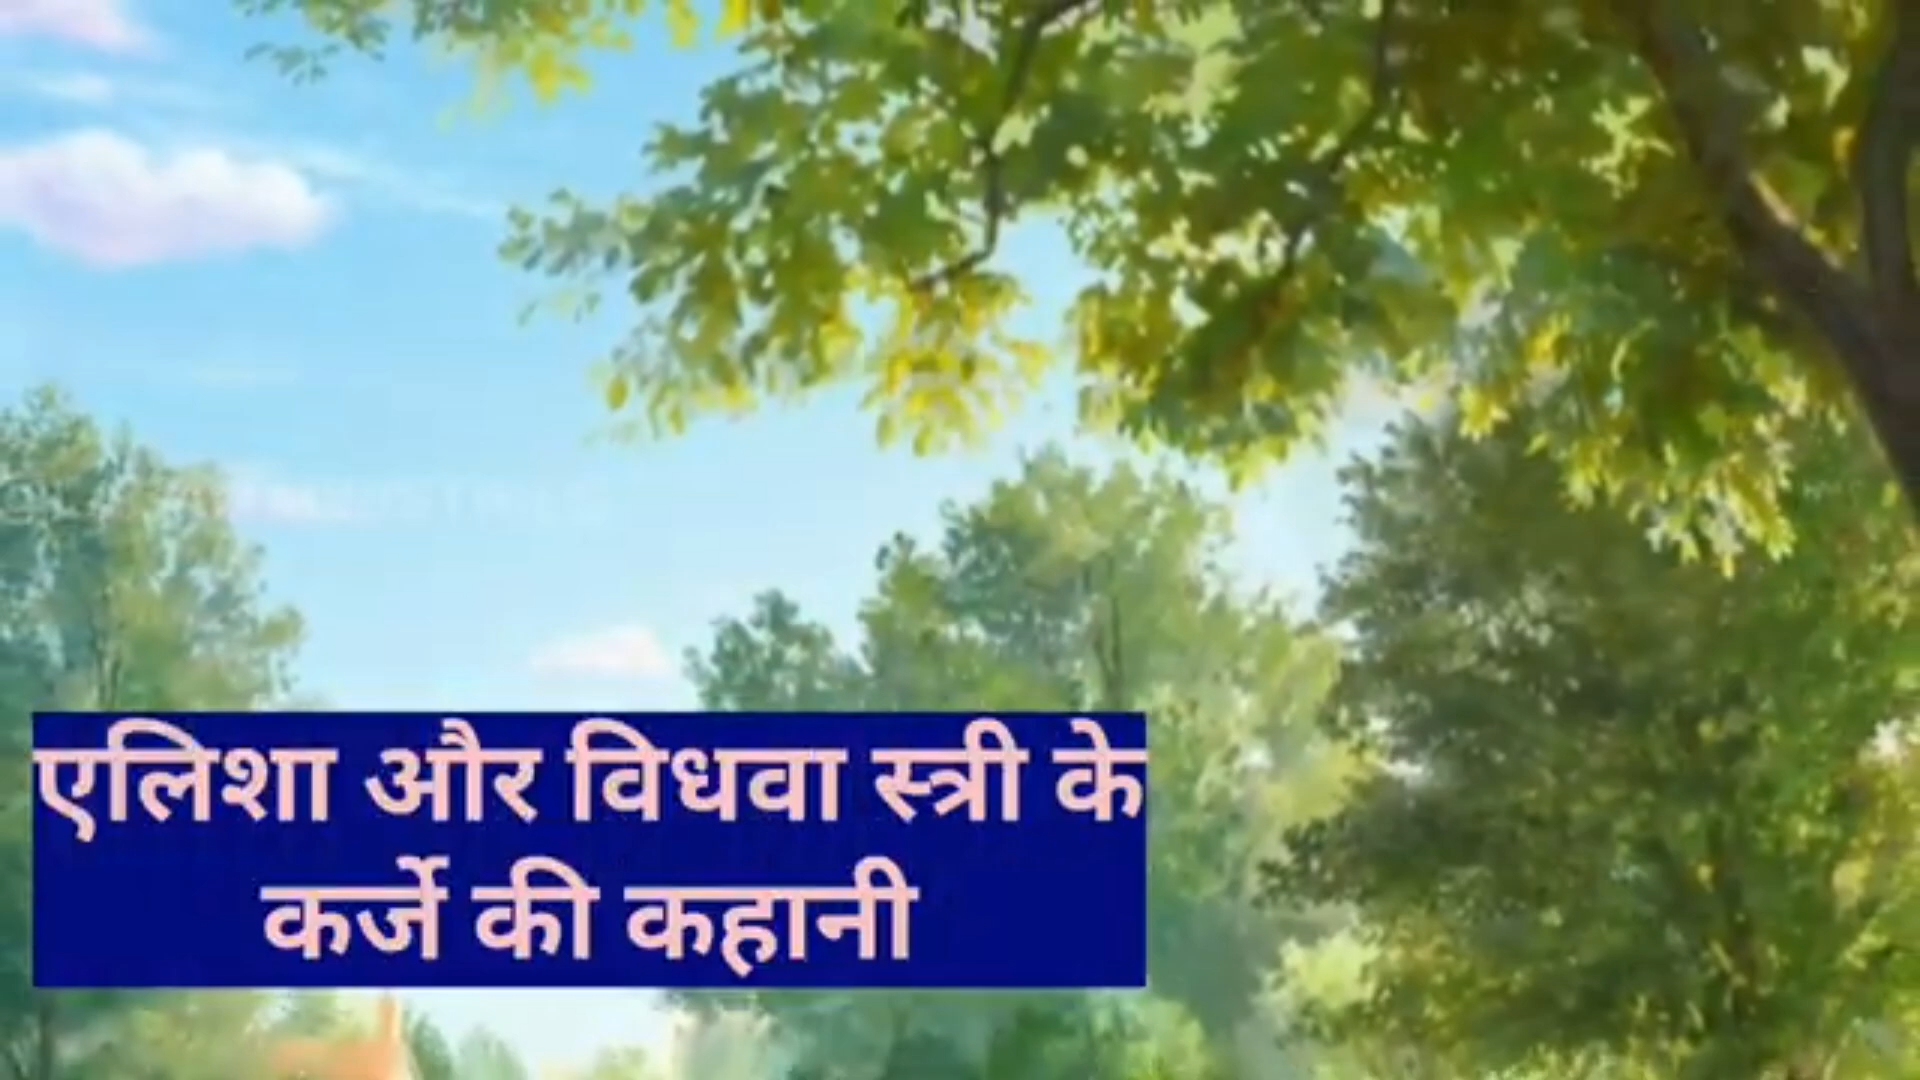 एलिशा और विधवा स्त्री के
कर्जे की कहानी